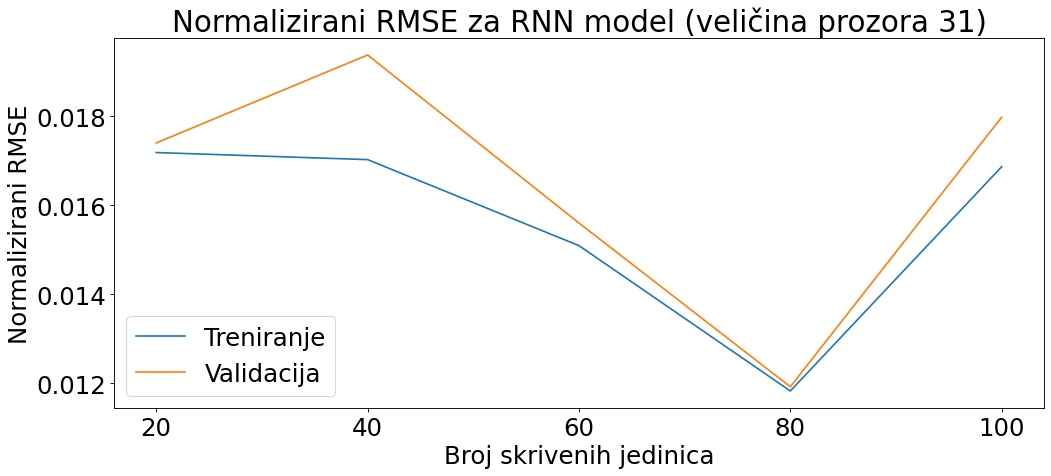 Normalizirani RMSE za RNN model (veličina prozora 31)
Normalizirani RMSE
0.018
0.016
0.014
0.012
Treniranje
Validacija
20 40 60 80 100
Broj skrivenih jedinica